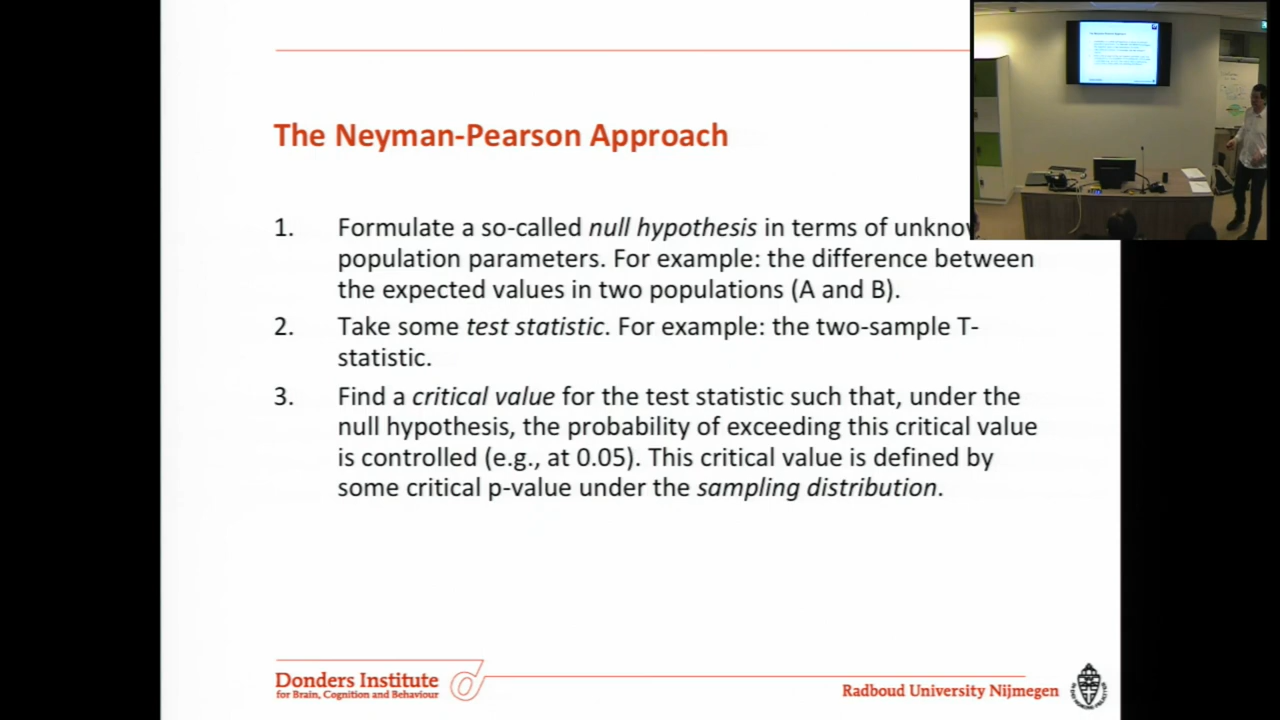 The Neyman-Pearson Approach
1. Formulate a so-called null hypothesis in terms of
population parameters. For example: the difference between
the expected values in two populations (A and B).
2. Take some test statistic. For example: the two-sample T-
statistic.
3. Find a critical value for the test statistic such that, under the
null hypothesis, the probability of exceeding this critical value
is controlled (e.g., at 0.05). This critical value is defined by
some critical p-value under the sampling distribution.
Donders Institute
for Brain, Cognition and Behaviour
Radboud University Nijmegen